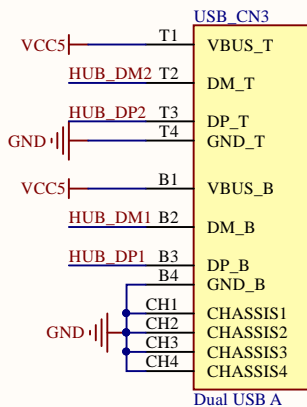 USB_CN3
VCC5 T1 VBUS_T
HUB_DM2 T2 DM_T
HUB_DP2 T3 DP_T
GND T4 GND_T
VCC5 B1 VBUS_B
HUB_DM1 B2 DM_B
HUB_DP1 B3 DP_B
B4 GND_B
CH1 CHASSIS1
GND CH2 CHASSIS2
CH3 CHASSIS3
CH4 CHASSIS4
Dual USB A